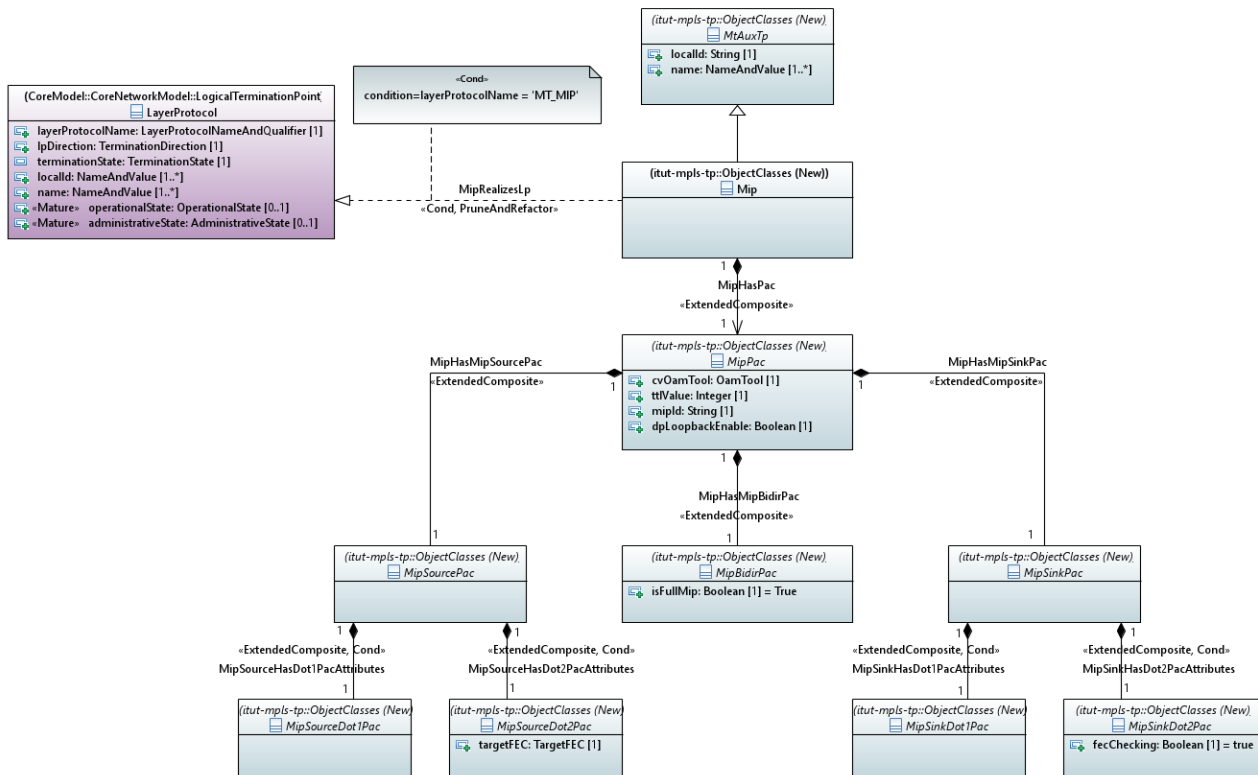 (itut-mpls-tp::ObjectClasses (New)
MtAuxTp
localId: String [1]
name: NameAndValue [1..*]
«Cond»
condition=layerProtocolName = 'MT_MIP'
(CoreModel::CoreNetworkModel::LogicalTerminationPoint)
LayerProtocol
layerProtocolName: LayerProtocolNameAndQualifier [1]
lpDirection: TerminationDirection [1]
terminationState: TerminationState [1]
localId: NameAndValue [1..*]
name: NameAndValue [1..*]
«Mature» operationalState: OperationalState [0..1]
«Mature» administrativeState: AdministrativeState [0..1]
MipRealizesLp
«Cond, PruneAndRefactor»
(itut-mpls-tp::ObjectClasses (New))
Mip
1
MipHasPac
«ExtendedComposite»
1
(itut-mpls-tp::ObjectClasses (New)
MipPac
cvOamTool: OamTool [1]
ttlValue: Integer [1]
mipId: String [1]
dpLoopbackEnable: Boolean [1]
MipHasMipSourcePac
«ExtendedComposite»
1
1
MipHasMipSinkPac
«ExtendedComposite»
1
1
1
MipHasMipBidirPac
«ExtendedComposite»
1
(itut-mpls-tp::ObjectClasses (New)
MipSourcePac
(itut-mpls-tp::ObjectClasses (New)
MipBidirPac
isFullMip: Boolean [1] = True
(itut-mpls-tp::ObjectClasses (New)
MipSinkPac
1
«ExtendedComposite, Cond»
MipSourceHasDot1PacAttributes
1
1
«ExtendedComposite, Cond»
MipSourceHasDot2PacAttributes
1
1
«ExtendedComposite, Cond»
MipSinkHasDot1PacAttributes
1
1
«ExtendedComposite, Cond»
MipSinkHasDot2PacAttributes
1
(itut-mpls-tp::ObjectClasses (New)
MipSourceDot1Pac
(itut-mpls-tp::ObjectClasses (New)
MipSourceDot2Pac
targetFEC: TargetFEC [1]
(itut-mpls-tp::ObjectClasses (New)
MipSinkDot1Pac
(itut-mpls-tp::ObjectClasses (New)
MipSinkDot2Pac
fecChecking: Boolean [1] = true